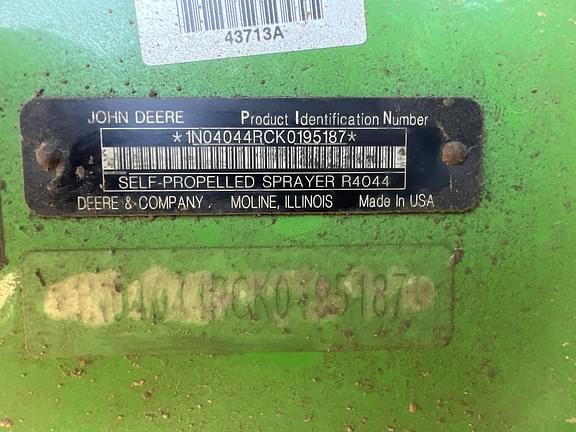 43713A
JOHN DEERE Product Identification Number
*1N04044RCK0195187*
SELF-PROPELLED SPRAYER R4044
DEERE & COMPANY. MOLINE, ILLINOIS Made In USA